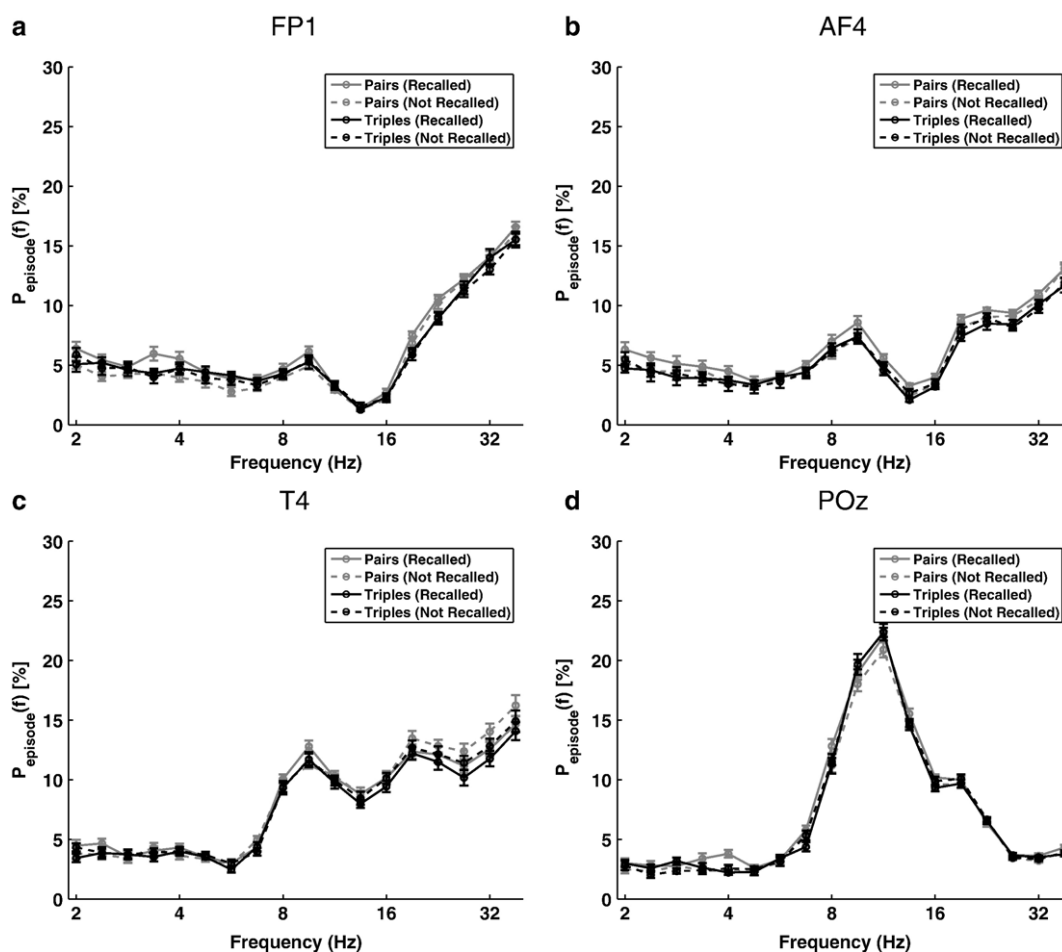 a
FP1
30
25
20
15
10
5
0
P_episode(f) [%]
Pairs (Recalled)
Pairs (Not Recalled)
Triples (Recalled)
Triples (Not Recalled)
2 4 8 16 32
Frequency (Hz)
b
AF4
30
25
20
15
10
5
0
P_episode(f) [%]
Pairs (Recalled)
Pairs (Not Recalled)
Triples (Recalled)
Triples (Not Recalled)
2 4 8 16 32
Frequency (Hz)
c
T4
30
25
20
15
10
5
0
P_episode(f) [%]
Pairs (Recalled)
Pairs (Not Recalled)
Triples (Recalled)
Triples (Not Recalled)
2 4 8 16 32
Frequency (Hz)
d
POz
30
25
20
15
10
5
0
P_episode(f) [%]
Pairs (Recalled)
Pairs (Not Recalled)
Triples (Recalled)
Triples (Not Recalled)
2 4 8 16 32
Frequency (Hz)